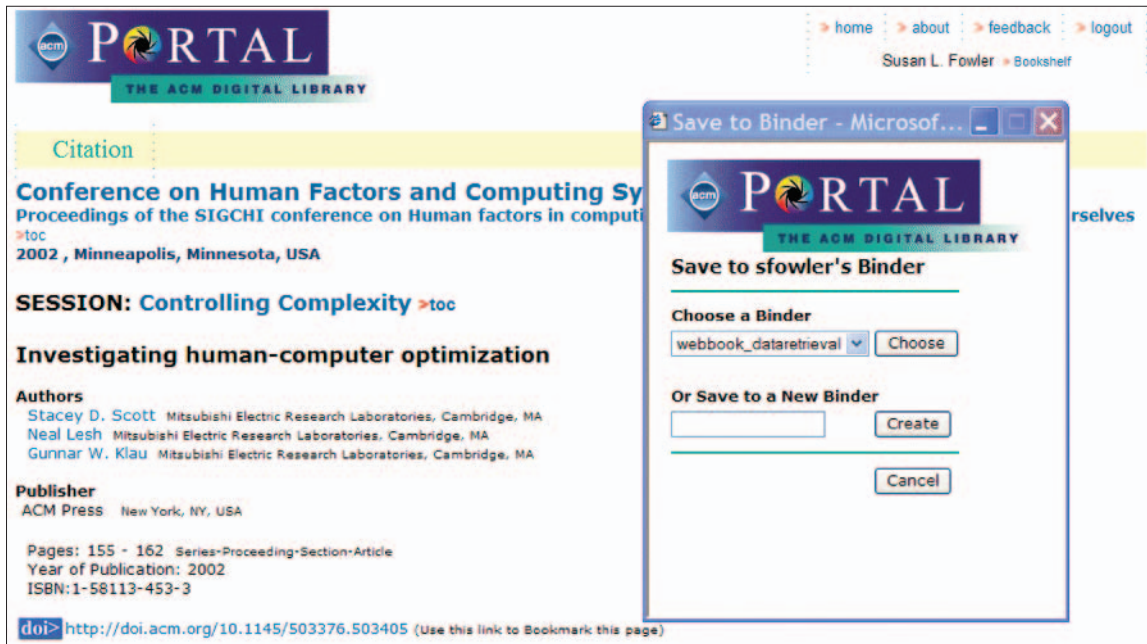 acm PORTAL
THE ACM DIGITAL LIBRARY
> home > about > feedback > logout
Susan L. Fowler > Bookshelf
Citation
Conference on Human Factors and Computing Sy
Proceedings of the SIGCHI conference on Human factors in computi
rselves
>toc
2002 , Minneapolis, Minnesota, USA
SESSION: Controlling Complexity >toc
Investigating human-computer optimization
Authors
Stacey D. Scott Mitsubishi Electric Research Laboratories, Cambridge, MA
Neal Lesh Mitsubishi Electric Research Laboratories, Cambridge, MA
Gunnar W. Klau Mitsubishi Electric Research Laboratories, Cambridge, MA
Publisher
ACM Press New York, NY, USA
Pages: 155 - 162 Series-Proceeding-Section-Article
Year of Publication: 2002
ISBN:1-58113-453-3
doi> http://doi.acm.org/10.1145/503376.503405 (Use this link to Bookmark this page)
Save to Binder - Microsof...
acm PORTAL
THE ACM DIGITAL LIBRARY
Save to sfowler's Binder
Choose a Binder
webbook_dataretrieval Choose
Or Save to a New Binder
Create
Cancel